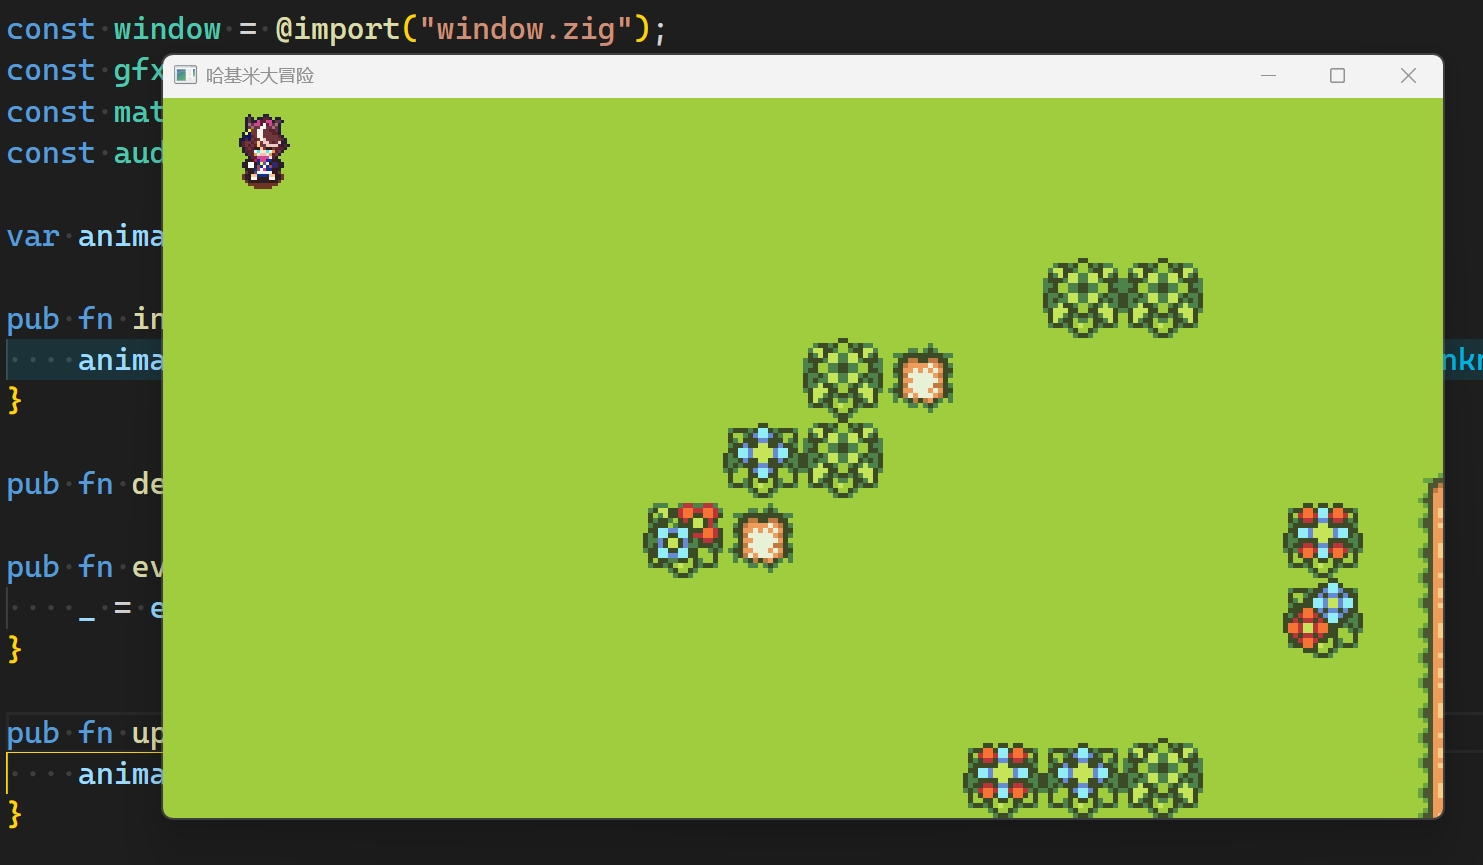 const window = @import("window.zig");
哈基米大冒险
const gfx
const mat
const aud
var anima
pub fn in
anima
nkr
}
pub fn de
pub fn ev
_ = e
}
pub fn up
anima
}